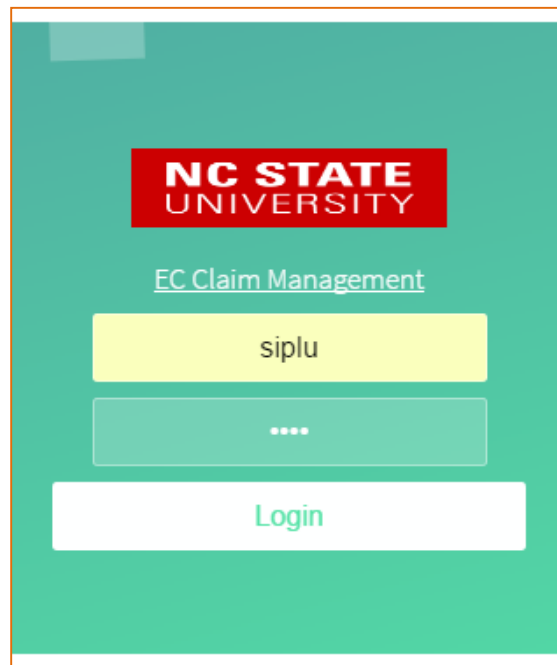 NC STATE
UNIVERSITY
EC Claim Management
siplu
••••
Login